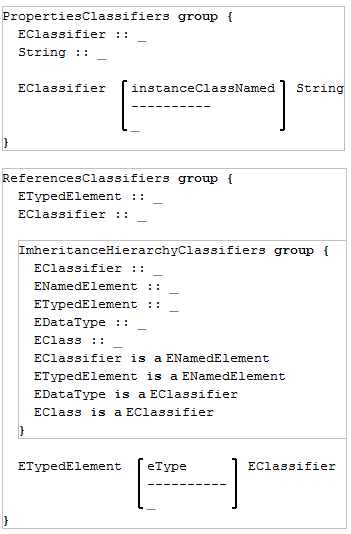 PropertiesClassifiers group {
EClassifier :: _
String :: _
EClassifier [ instanceClassNamed ] String
----------
_
}
ReferencesClassifiers group {
ETypedElement :: _
EClassifier :: _
ImheritanceHierarchyClassifiers group {
EClassifier :: _
ENamedElement :: _
ETypedElement :: _
EDataType :: _
EClass :: _
EClassifier is a ENamedElement
ETypedElement is a ENamedElement
EDataType is a EClassifier
EClass is a EClassifier
}
ETypedElement [ eType ] EClassifier
----------
_
}